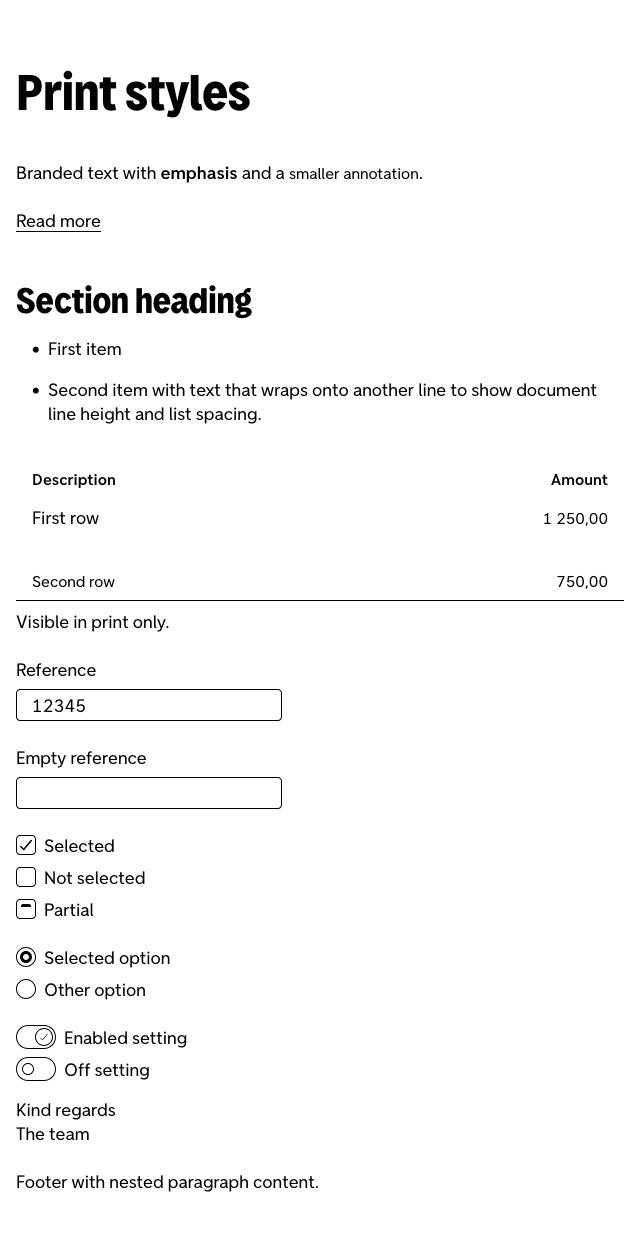 Print styles
Branded text with emphasis and a smaller annotation.
Read more
Section heading
• First item
• Second item with text that wraps onto another line to show document
line height and list spacing.
Description Amount
First row 1 250,00
Second row 750,00
Visible in print only.
Reference
12345
Empty reference
Selected
Not selected
Partial
Selected option
Other option
Enabled setting
Off setting
Kind regards
The team
Footer with nested paragraph content.